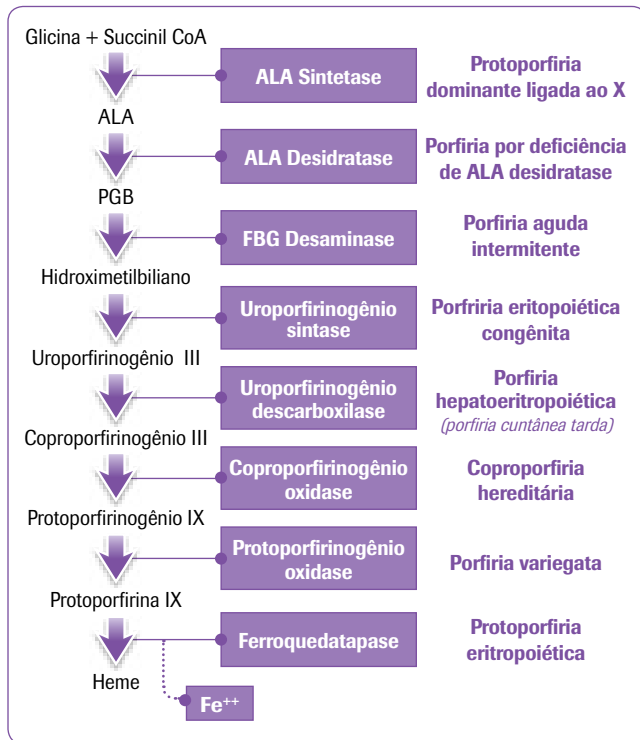 Glicina + Succinil CoA
ALA Sintetase
Protoporfiria
dominante ligada ao X
ALA
ALA Desidratase
Porfiria por deficiência
de ALA desidratase
PGB
FBG Desaminase
Porfiria aguda
intermitente
Hidroximetilbiliano
Uroporfirinogênio
sintase
Porfriria eritopoiética
congênita
Uroporfirinogênio III
Uroporfirinogênio
descarboxilase
Porfiria
hepatoeritropoiética
(porfiria cuntânea tarda)
Coproporfirinogênio III
Coproporfirinogênio
oxidase
Coproporfiria
hereditária
Protoporfirinogênio IX
Protoporfirinogênio
oxidase
Porfiria variegata
Protoporfirina IX
Ferroquedatapase
Protoporfiria
eritropoiética
Heme
Fe⁺⁺